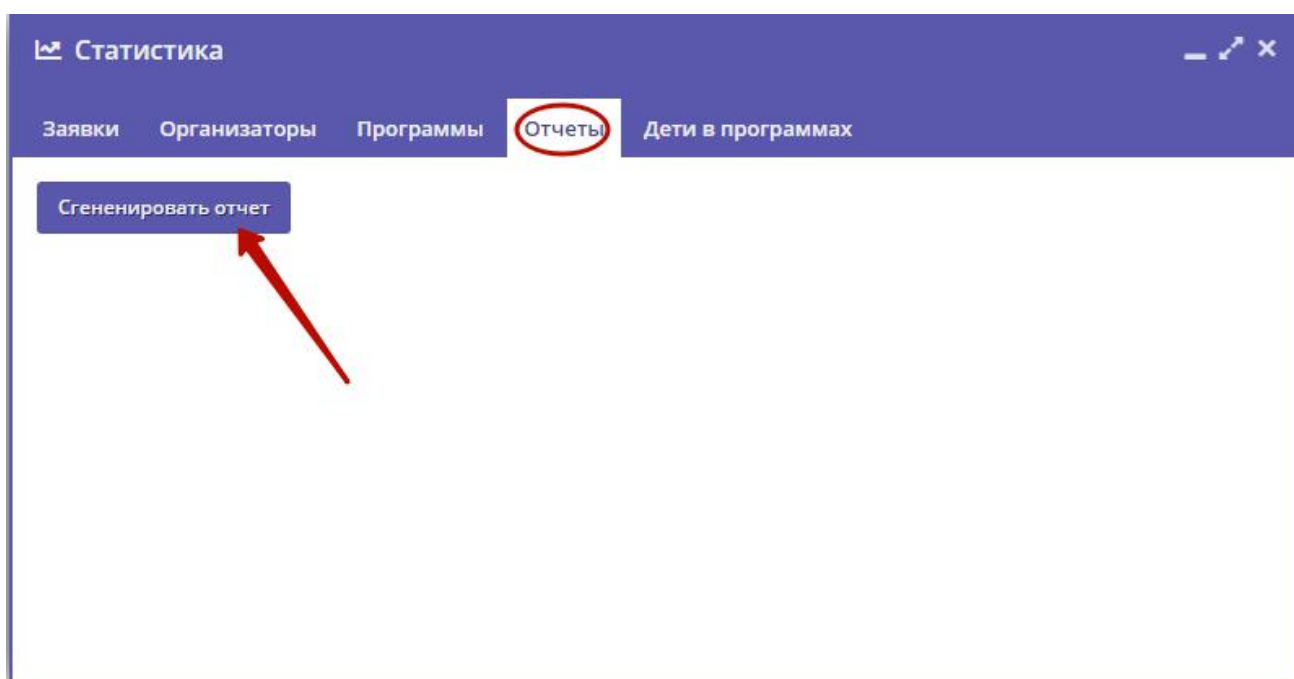 Статистика
Заявки Организаторы Программы Отчеты Дети в программах
Сгененировать отчет